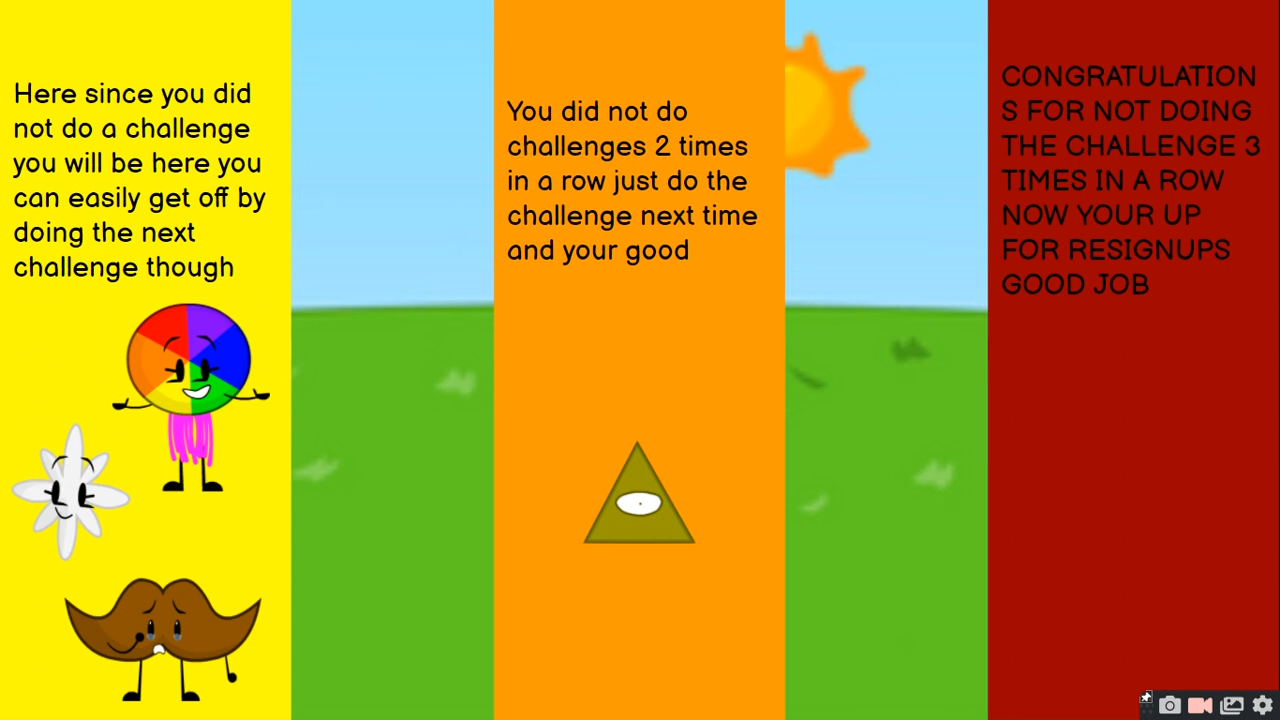 Here since you did
not do a challenge
you will be here you
can easily get off by
doing the next
challenge though
You did not do
challenges 2 times
in a row just do the
challenge next time
and your good
CONGRATULATION
S FOR NOT DOING
THE CHALLENGE 3
TIMES IN A ROW
NOW YOUR UP
FOR RESIGNUPS
GOOD JOB